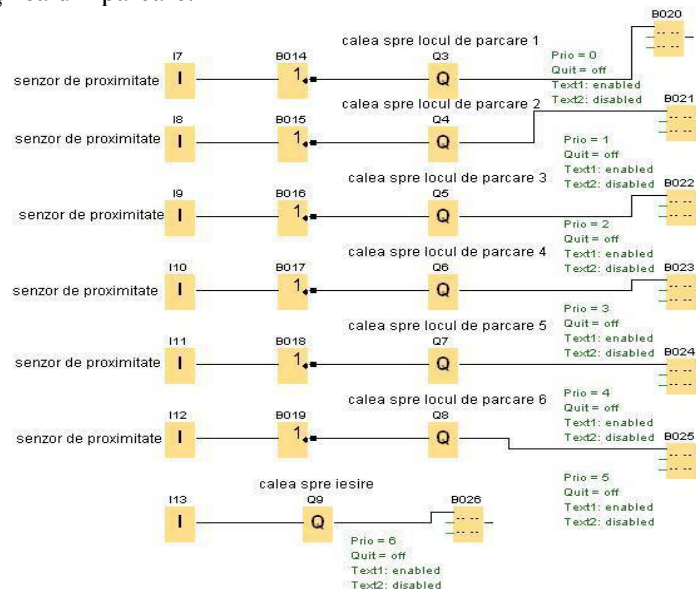 B020
calea spre locul de parcare 1
I7 B014 Q3
Prio = 0
Quit = off
Text1: enabled
Text2: disabled
senzor de proximitate I 1 Q
B021
calea spre locul de parcare 2
I8 B015 Q4
senzor de proximitate I 1 Q
Prio = 1
Quit = off
Text1: enabled
Text2: disabled
B022
calea spre locul de parcare 3
I9 B016 Q5
senzor de proximitate I 1 Q
Prio = 2
Quit = off
Text1: enabled
Text2: disabled
calea spre locul de parcare 4
I10 B017 Q6 B023
senzor de proximitate I 1 Q
Prio = 3
Quit = off
Text1: enabled
Text2: disabled
calea spre locul de parcare 5
I11 B018 Q7 B024
senzor de proximitate I 1 Q
Prio = 4
Quit = off
Text1: enabled
Text2: disabled
calea spre locul de parcare 6
I12 B019 Q8 B025
senzor de proximitate I 1 Q
Prio = 5
Quit = off
Text1: enabled
Text2: disabled
calea spre iesire
I13 Q9 B026
I Q
Prio = 6
Quit = off
Text1: enabled
Text2: disabled